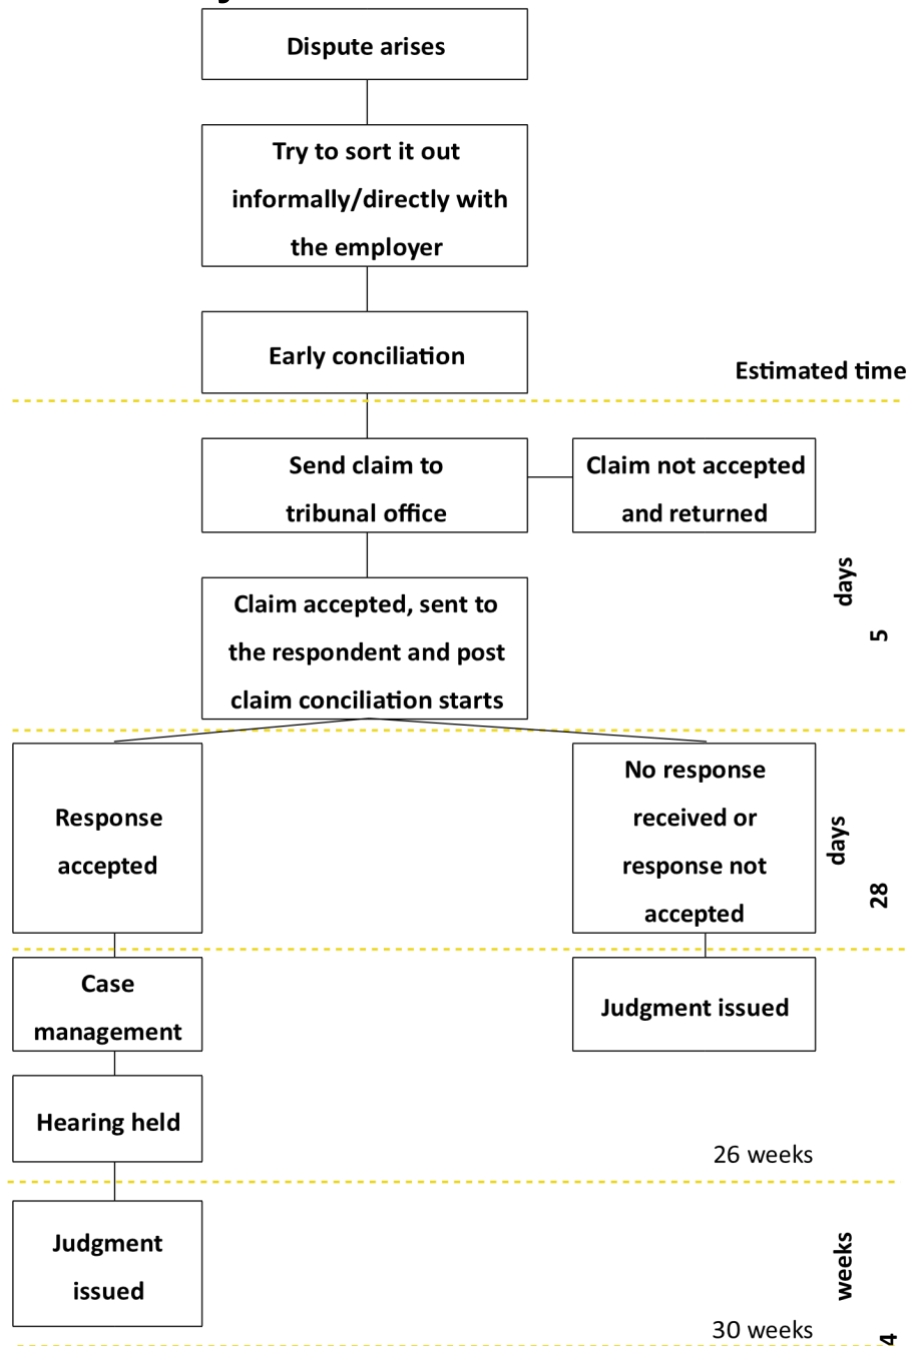 Dispute arises
Try to sort it out
informally/directly with
the employer
Early conciliation
Estimated time
Send claim to
tribunal office
Claim not accepted
and returned
5 days
Claim accepted, sent to
the respondent and post
claim conciliation starts
Response
accepted
No response
received or
response not
accepted
28 days
Case
management
Judgment issued
Hearing held
26 weeks
Judgment
issued
4 weeks
30 weeks